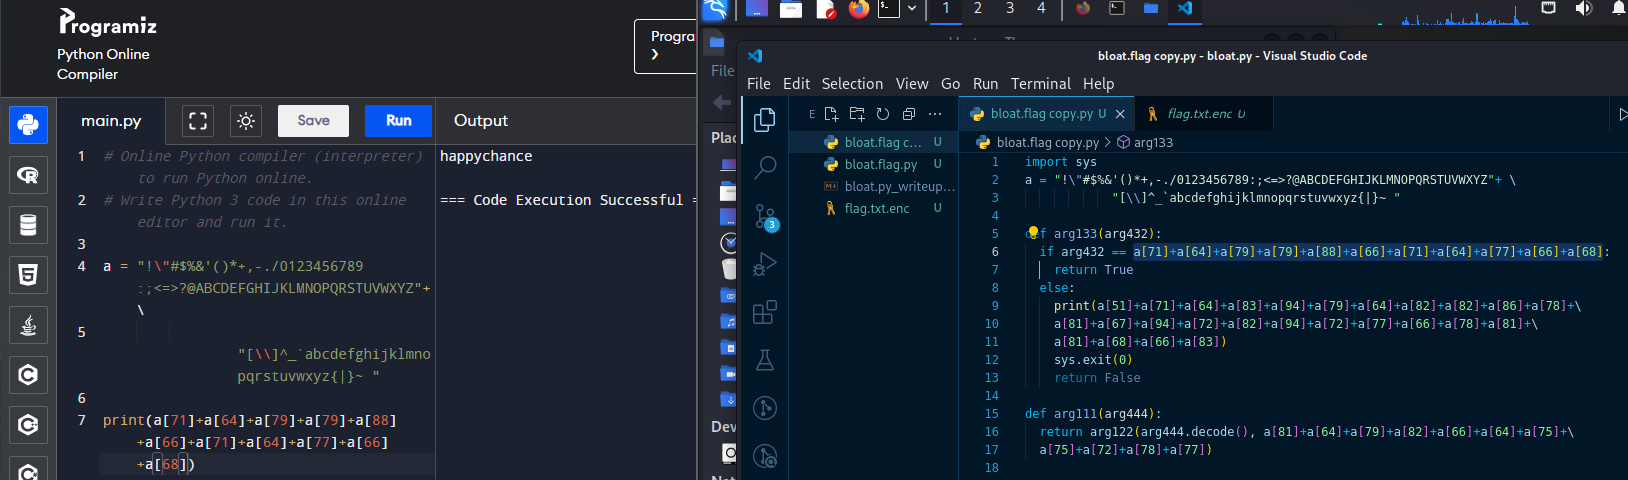 Programiz
Python Online
Compiler
Progra
main.py
Save
Run
Output
1 # Online Python compiler (interpreter)
to run Python online.
2 # Write Python 3 code in this online
editor and run it.
3
4 a = "!\"#$%&'()*+,-./0123456789
:;<=>?@ABCDEFGHIJKLMNOPQRSTUVWXYZ"+
\
5
"[\\]^_`abcdefghijklmno
pqrstuvwxyz{|}~ "
6
7 print(a[71]+a[64]+a[79]+a[79]+a[88]
+a[66]+a[71]+a[64]+a[77]+a[66]
+a[68])
happychance
=== Code Execution Successful =
1 2 3 4
File
Plac
Dev
bloat.flag copy.py - bloat.py - Visual Studio Code
File Edit Selection View Go Run Terminal Help
E
bloat.flag c... U
bloat.flag.py U
bloat.py_writeup...
flag.txt.enc U
3
bloat.flag copy.py U
flag.txt.enc U
bloat.flag copy.py > arg133
1 import sys
2 a = "!\"#$%&'()*+,-./0123456789:;<=>?@ABCDEFGHIJKLMNOPQRSTUVWXYZ"+ \
3 "[\\]^_`abcdefghijklmnopqrstuvwxyz{|}~ "
4
5 def arg133(arg432):
6 if arg432 == a[71]+a[64]+a[79]+a[79]+a[88]+a[66]+a[71]+a[64]+a[77]+a[66]+a[68]:
7 return True
8 else:
9 print(a[51]+a[71]+a[64]+a[83]+a[94]+a[79]+a[64]+a[82]+a[82]+a[86]+a[78]+\
10 a[81]+a[67]+a[94]+a[72]+a[82]+a[94]+a[72]+a[77]+a[66]+a[78]+a[81]+\
11 a[81]+a[68]+a[66]+a[83])
12 sys.exit(0)
13 return False
14
15 def arg111(arg444):
16 return arg122(arg444.decode(), a[81]+a[64]+a[79]+a[82]+a[66]+a[64]+a[75]+\
17 a[75]+a[72]+a[78]+a[77])
18